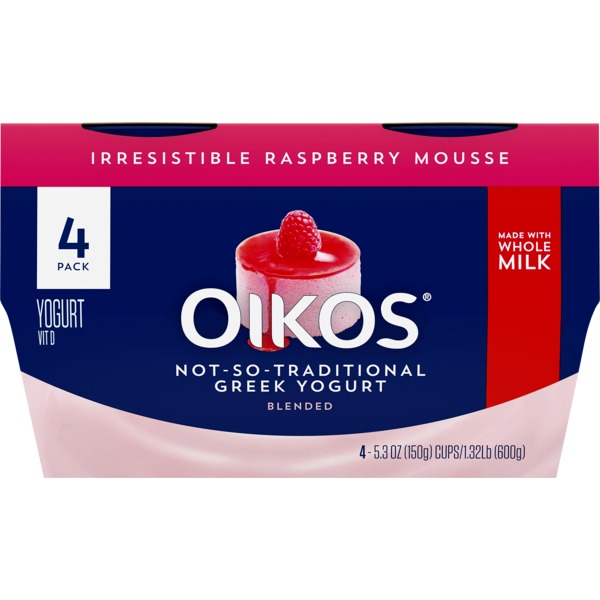 IRRESISTIBLE RASPBERRY MOUSSE
4
PACK
MADE WITH
WHOLE
MILK
YOGURT
VIT D
OIKOS®
NOT-SO-TRADITIONAL
GREEK YOGURT
BLENDED
4 - 5.3 OZ (150g) CUPS/1.32Lb (600g)